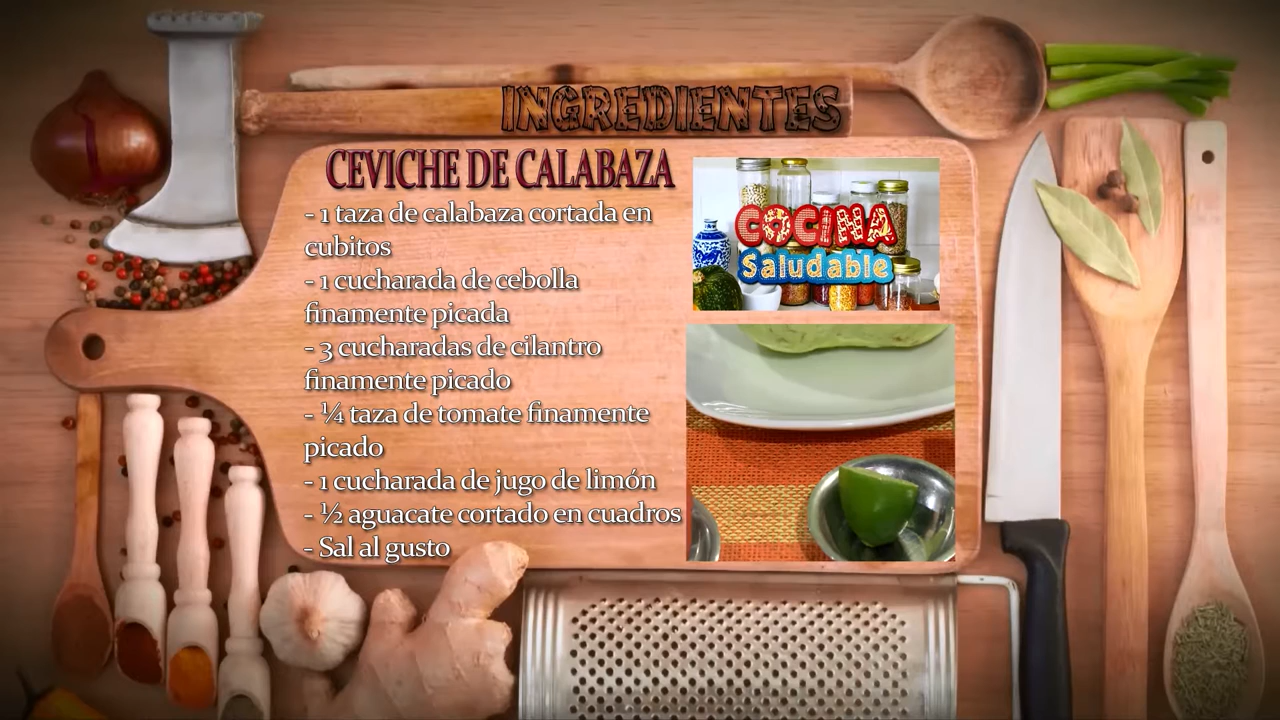 INGREDIENTES
CEVICHE DE CALABAZA
- 1 taza de calabaza cortada en
cubitos
- 1 cucharada de cebolla
finamente picada
- 3 cucharadas de cilantro
finamente picado
- ¼ taza de tomate finamente
picado
- 1 cucharada de jugo de limón
- ½ aguacate cortado en cuadros
- Sal al gusto
COCINA
Saludable